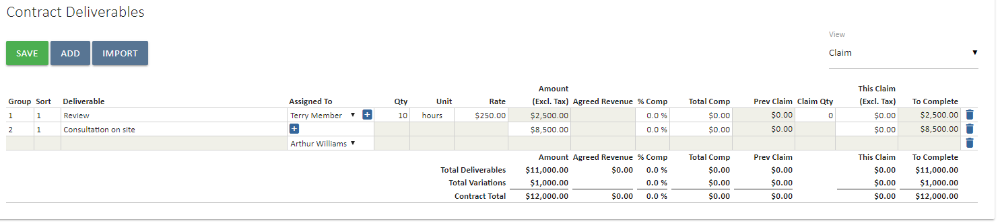 Contract Deliverables
View
SAVE ADD IMPORT Claim
Amount This Claim
Group Sort Deliverable Assigned To Qty Unit Rate (Excl. Tax) Agreed Revenue % Comp Total Comp Prev Claim Claim Qty (Excl. Tax) To Complete
1 1 Review Terry Member 10 hours $250.00 $2,500.00 0.0 % $0.00 $0.00 0 $0.00 $2,500.00
2 1 Consultation on site $8,500.00 0.0 % $0.00 $0.00 $0.00 $8,500.00
Arthur Williams
Amount Agreed Revenue % Comp Total Comp Prev Claim This Claim To Complete
Total Deliverables $11,000.00 $0.00 0.0 % $0.00 $0.00 $0.00 $11,000.00
Total Variations $1,000.00 0.0 % $0.00 $0.00 $0.00 $1,000.00
Contract Total $12,000.00 $0.00 0.0 % $0.00 $0.00 $0.00 $12,000.00